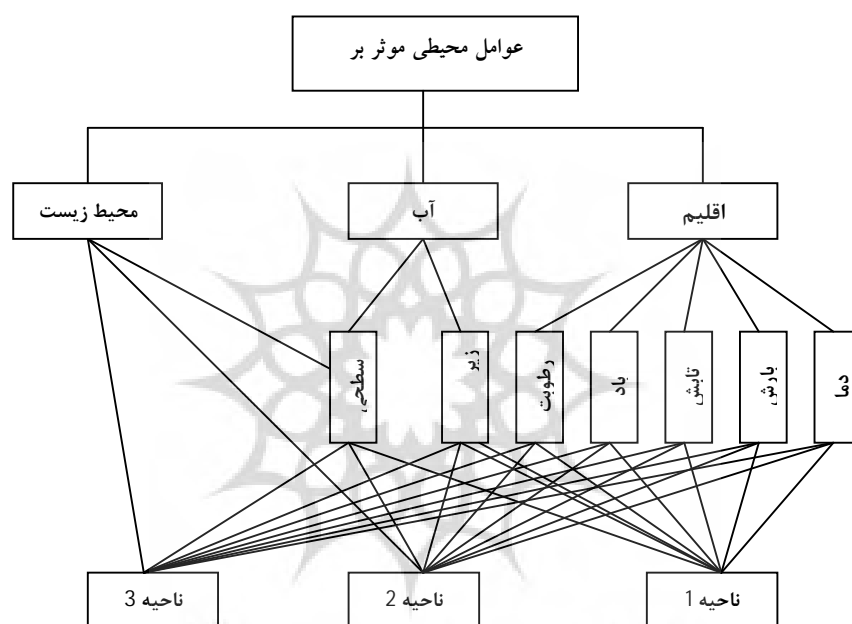 عوامل محیطی موثر بر
اقلیم
آب
محیط زیست
دما
بارش
تابش
باد
رطوبت
زیر
سطحی
ناحیه 1
ناحیه 2
ناحیه 3